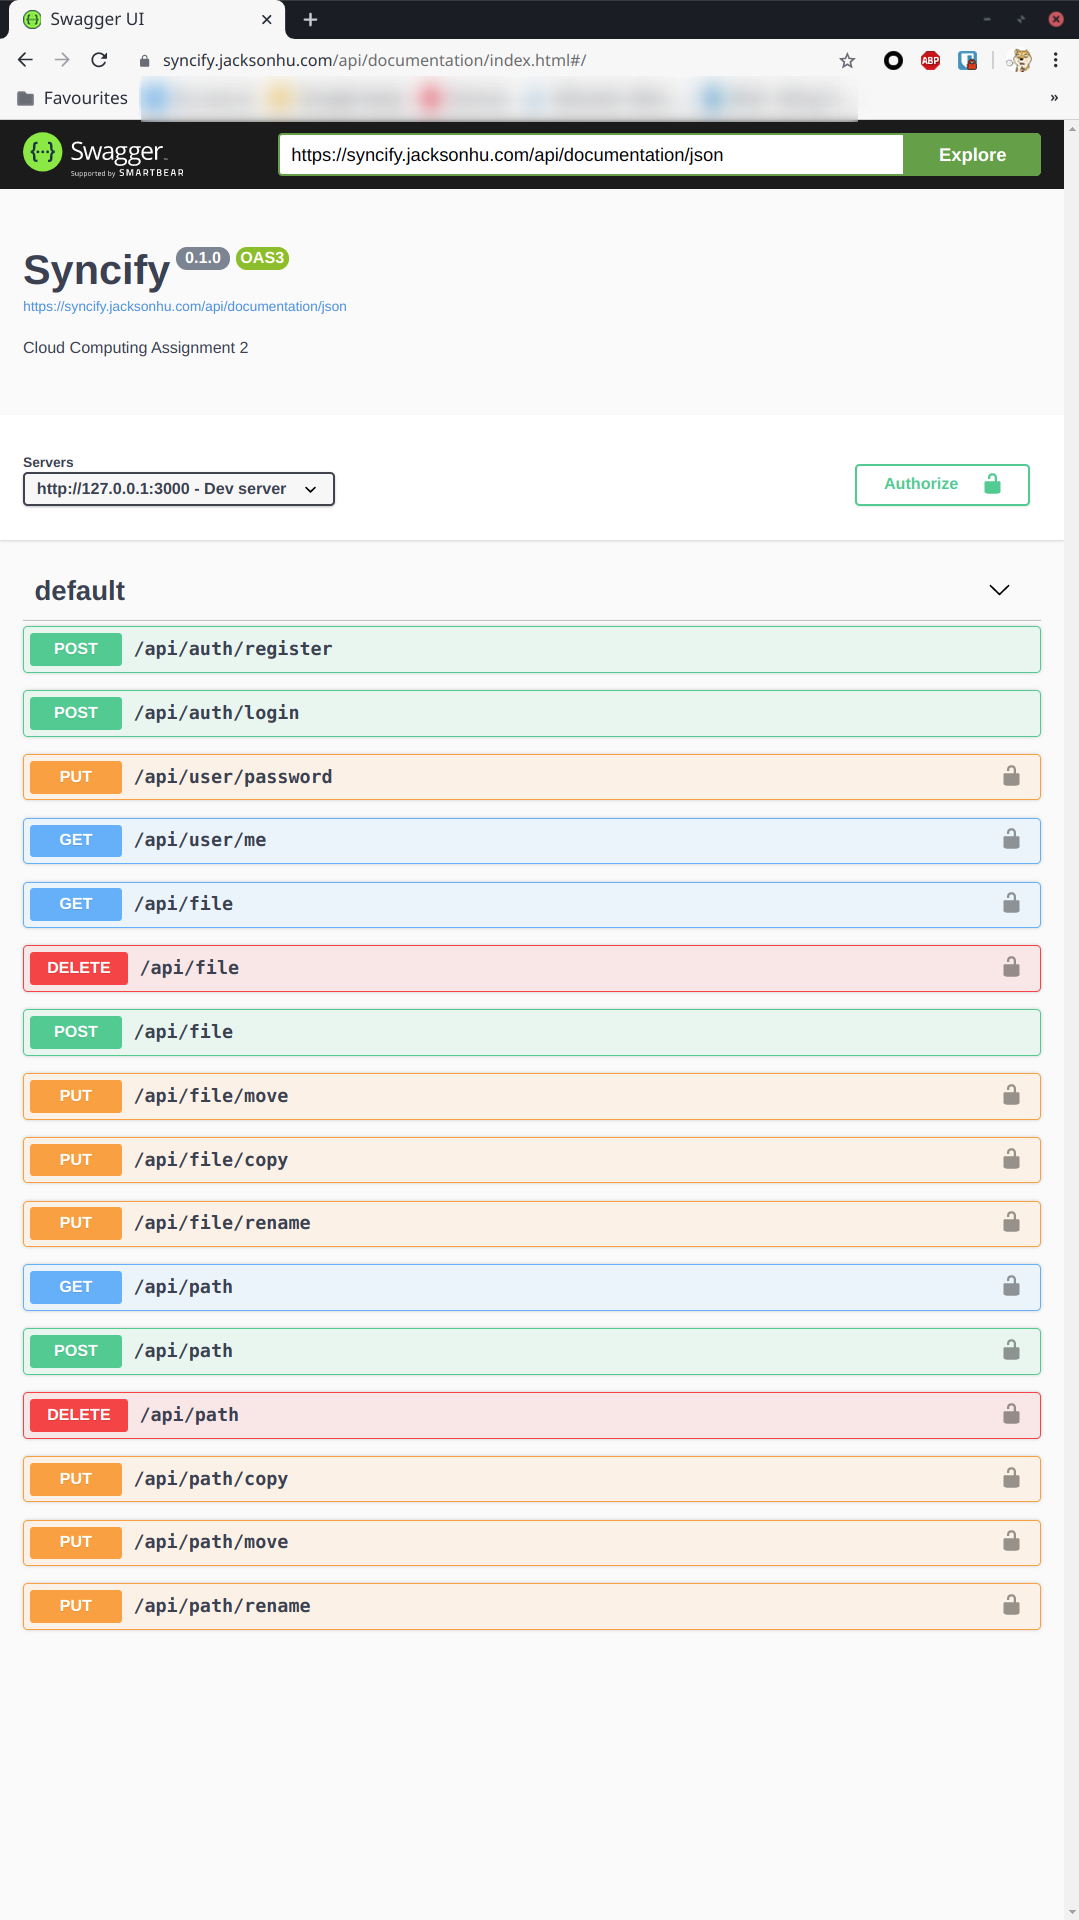 Swagger UI
syncify.jacksonhu.com/api/documentation/index.html#/
ABP
Favourites
»
{···} Swagger
Supported by SMARTBEAR
https://syncify.jacksonhu.com/api/documentation/json
Explore
Syncify 0.1.0 OAS3
https://syncify.jacksonhu.com/api/documentation/json
Cloud Computing Assignment 2
Servers
http://127.0.0.1:3000 - Dev server
Authorize
default
POST /api/auth/register
POST /api/auth/login
PUT /api/user/password
GET /api/user/me
GET /api/file
DELETE /api/file
POST /api/file
PUT /api/file/move
PUT /api/file/copy
PUT /api/file/rename
GET /api/path
POST /api/path
DELETE /api/path
PUT /api/path/copy
PUT /api/path/move
PUT /api/path/rename